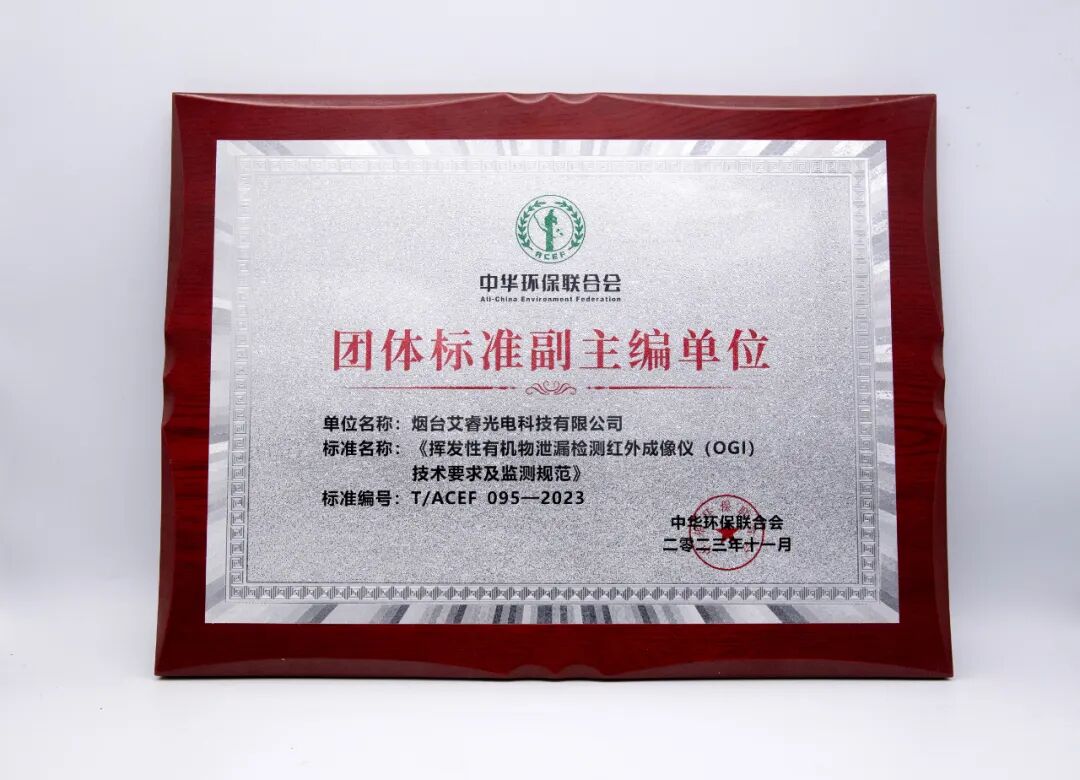 ACEF
中华环保联合会
All-China Environment Federation
团体标准副主编单位
单位名称：烟台艾睿光电科技有限公司
标准名称：《挥发性有机物泄漏检测红外成像仪（OGI）
技术要求及监测规范》
标准编号：T/ACEF 095—2023
中华环保联合会
二零二三年十一月